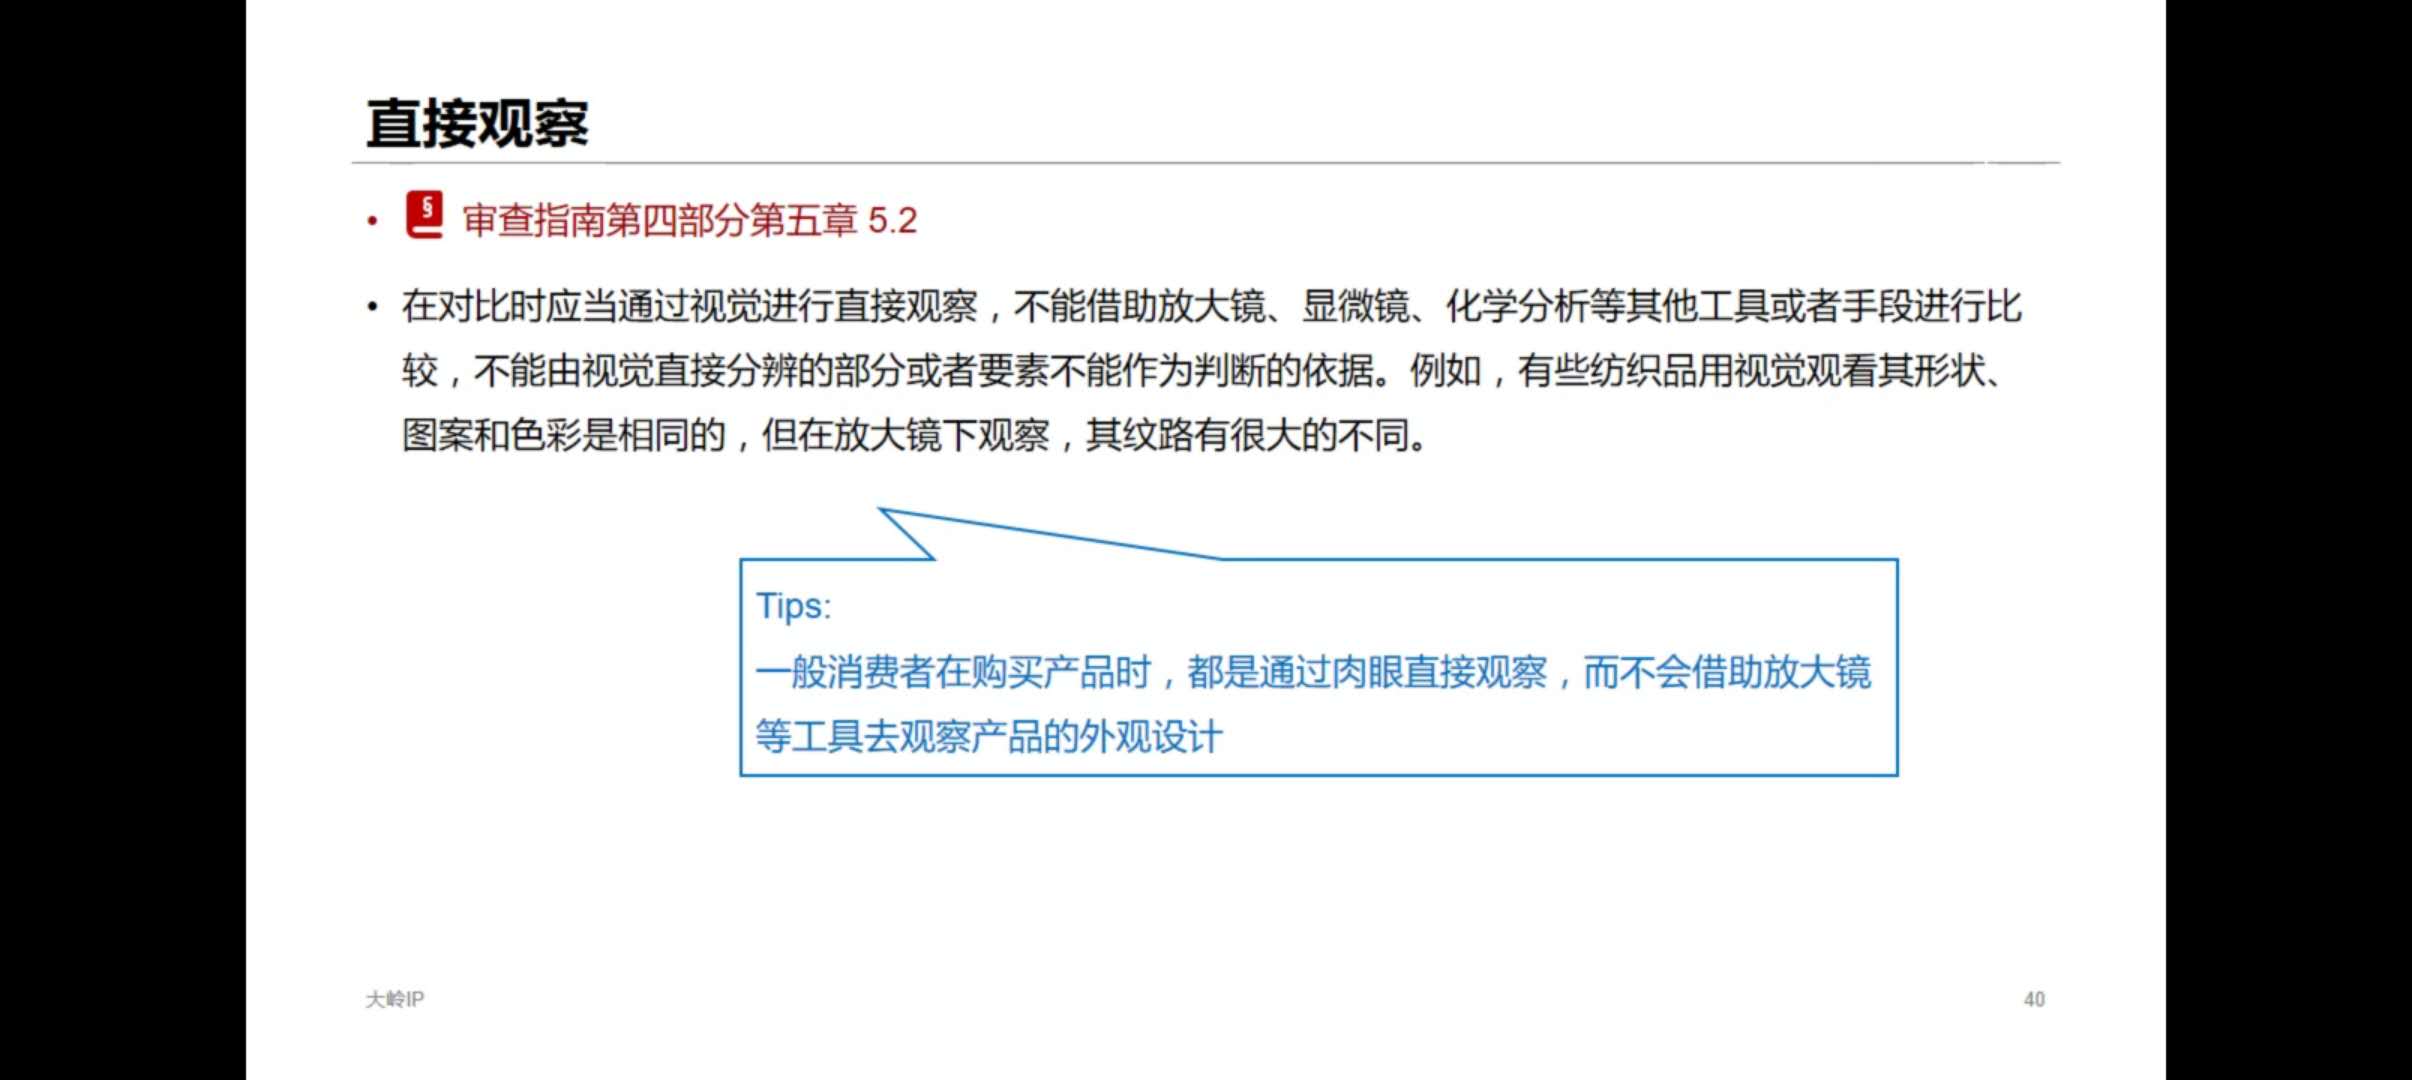 直接观察
• § 审查指南第四部分第五章 5.2
• 在对比时应当通过视觉进行直接观察，不能借助放大镜、显微镜、化学分析等其他工具或者手段进行比
较，不能由视觉直接分辨的部分或者要素不能作为判断的依据。例如，有些纺织品用视觉观看其形状、
图案和色彩是相同的，但在放大镜下观察，其纹路有很大的不同。
Tips:
一般消费者在购买产品时，都是通过肉眼直接观察，而不会借助放大镜
等工具去观察产品的外观设计
大岭IP
40